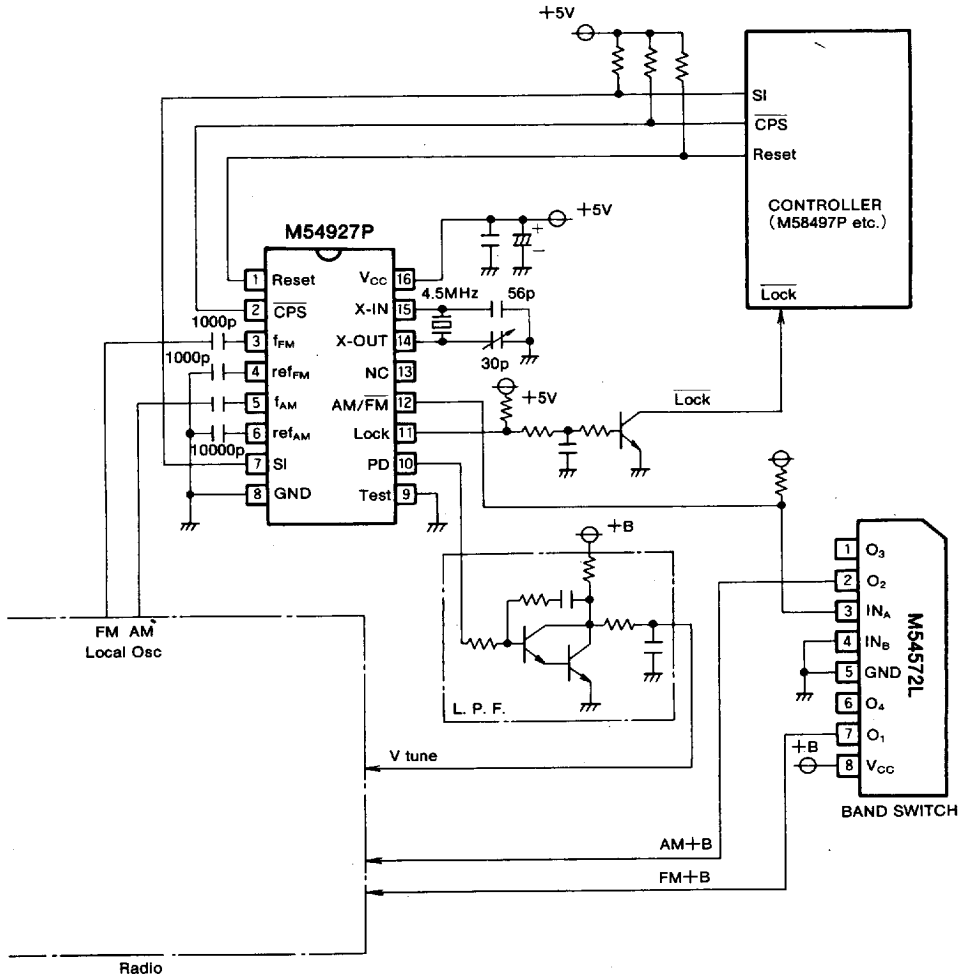 +5V
SI
CPS
Reset
CONTROLLER
(M58497P etc.)
Lock
M54927P
+5V
1 Reset
VCC 16
2 CPS
X-IN 15
4.5MHz
56p
1000p
3 fFM
X-OUT 14
30p
1000p
4 refFM
NC 13
5 fAM
AM/FM 12
+5V
Lock
6 refAM
Lock 11
10000p
7 SI
PD 10
8 GND
Test 9
+B
1 O3
2 O2
3 INA
4 INB
5 GND
6 O4
7 O1
8 VCC
M54572L
+B
BAND SWITCH
FM AM
Local Osc
L. P. F.
V tune
AM+B
FM+B
Radio